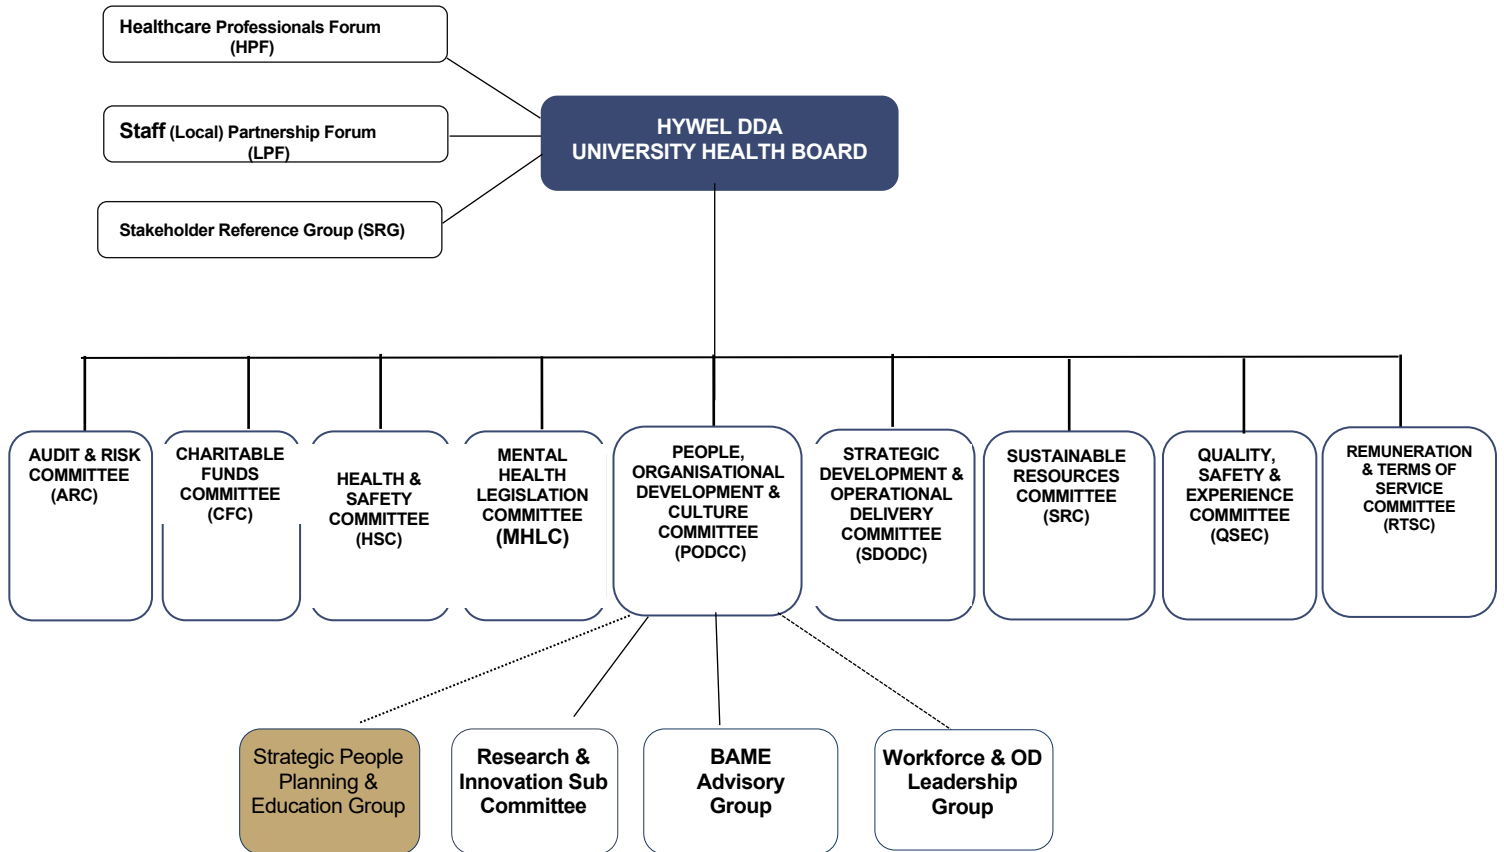 Healthcare Professionals Forum
(HPF)
Staff (Local) Partnership Forum
(LPF)
Stakeholder Reference Group (SRG)
HYWEL DDA
UNIVERSITY HEALTH BOARD
AUDIT & RISK
COMMITTEE
(ARC)
CHARITABLE
FUNDS
COMMITTEE
(CFC)
HEALTH &
SAFETY
COMMITTEE
(HSC)
MENTAL
HEALTH
LEGISLATION
COMMITTEE
(MHLC)
PEOPLE,
ORGANISATIONAL
DEVELOPMENT &
CULTURE
COMMITTEE
(PODCC)
STRATEGIC
DEVELOPMENT &
OPERATIONAL
DELIVERY
COMMITTEE
(SDODC)
SUSTAINABLE
RESOURCES
COMMITTEE
(SRC)
QUALITY,
SAFETY &
EXPERIENCE
COMMITTEE
(QSEC)
REMUNERATION
& TERMS OF
SERVICE
COMMITTEE
(RTSC)
Strategic People
Planning &
Education Group
Research &
Innovation Sub
Committee
BAME
Advisory
Group
Workforce & OD
Leadership
Group